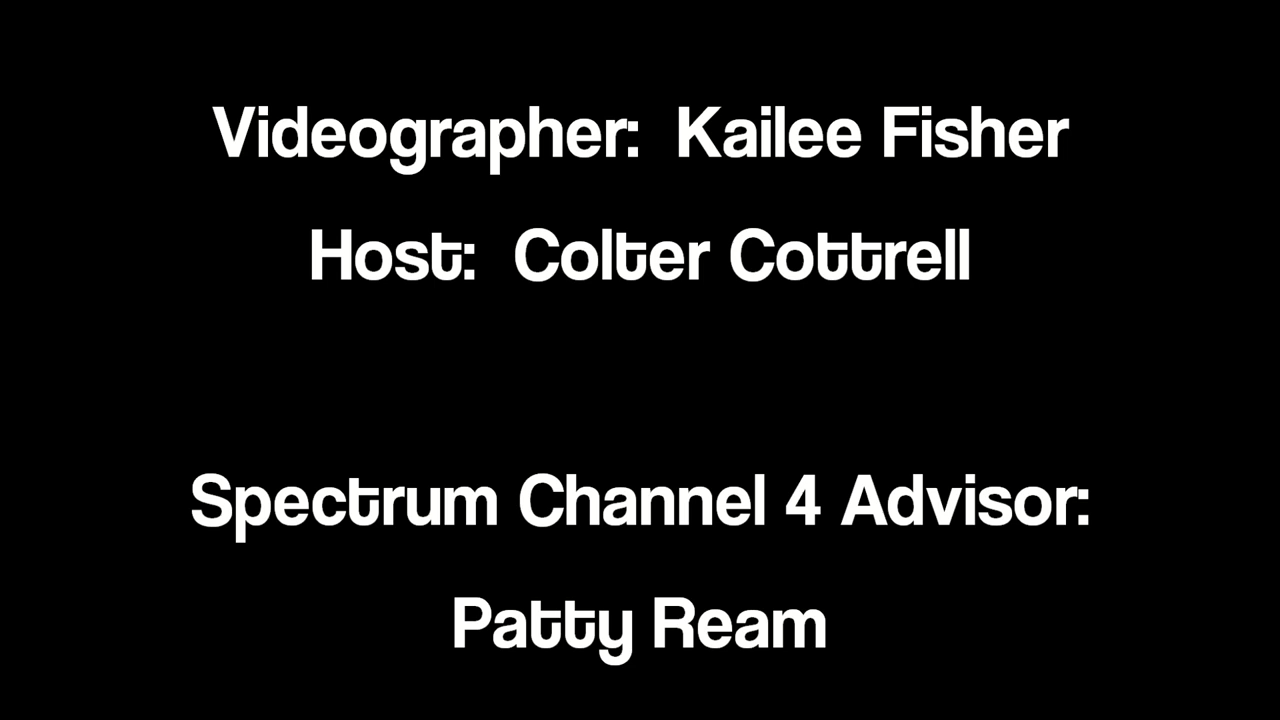 Videographer:  Kailee Fisher
Host:  Colter Cottrell
Spectrum Channel 4 Advisor:
Patty Ream